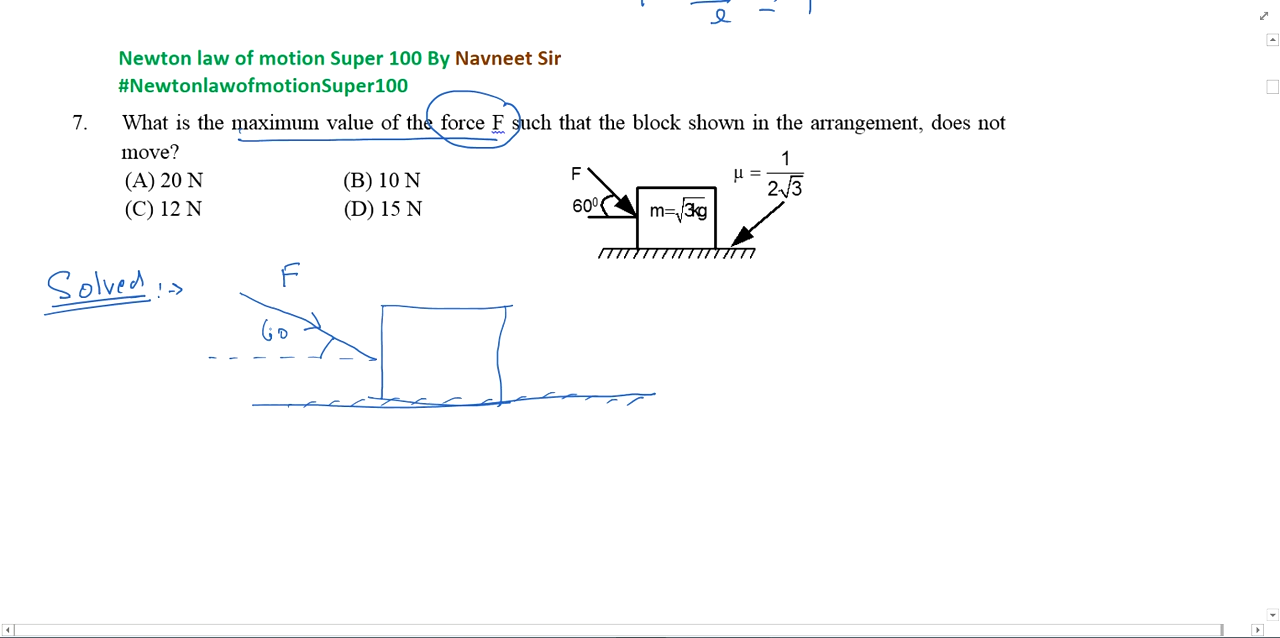 e = 1
Newton law of motion Super 100 By Navneet Sir
#NewtonlawofmotionSuper100
7. What is the maximum value of the force F such that the block shown in the arrangement, does not
move?
(A) 20 N (B) 10 N
(C) 12 N (D) 15 N
F
60⁰
m=√3kg
μ = 1/2√3
Solved :->
F
60